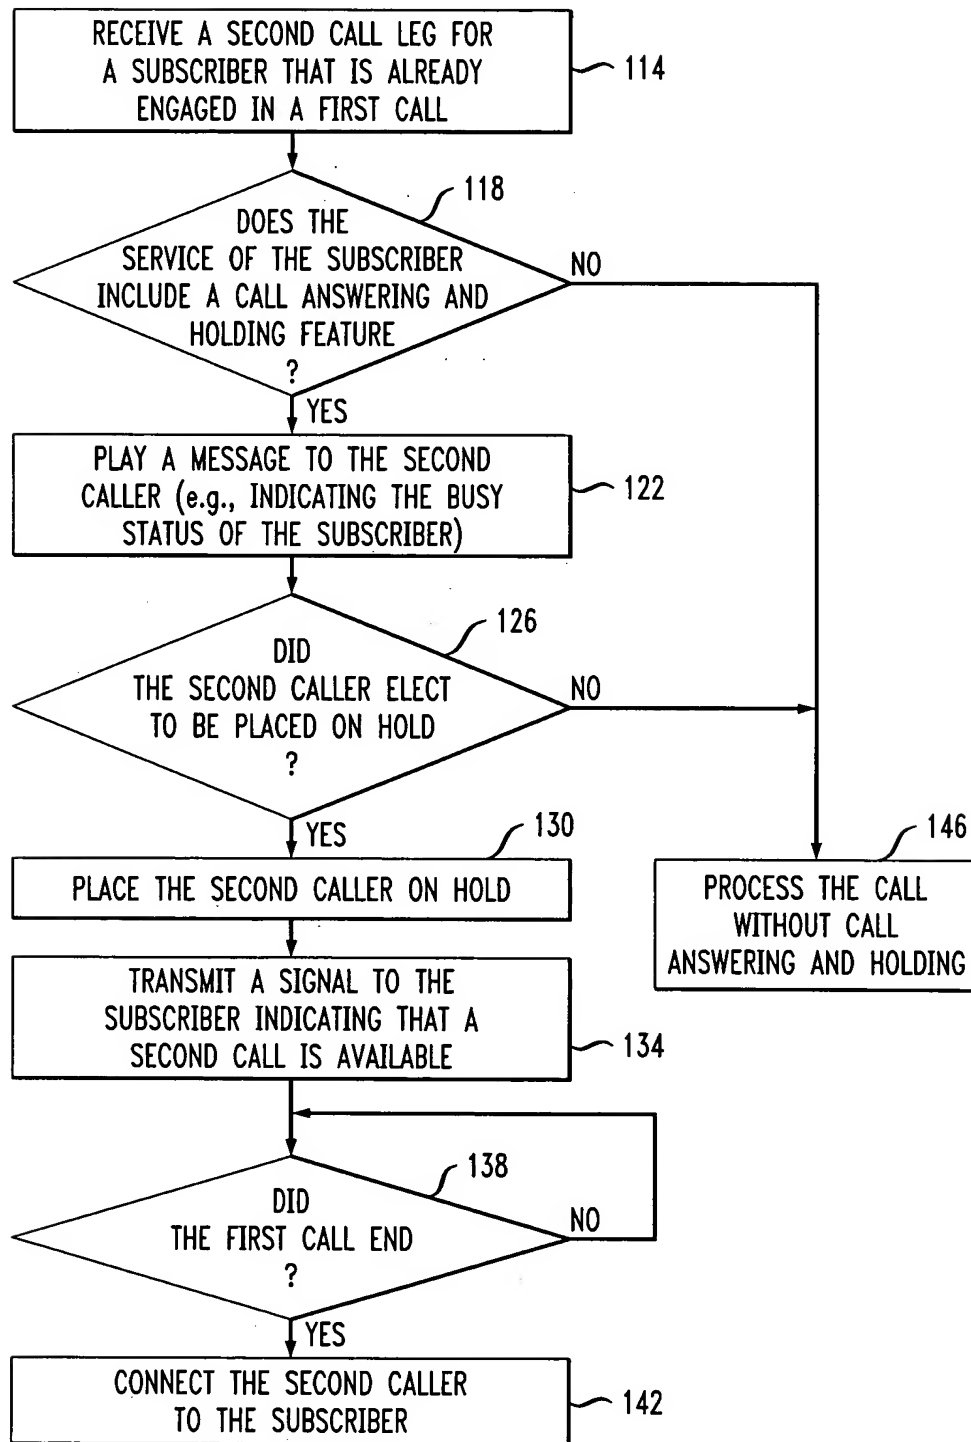 RECEIVE A SECOND CALL LEG FOR
A SUBSCRIBER THAT IS ALREADY
ENGAGED IN A FIRST CALL
114
118
DOES THE
SERVICE OF THE SUBSCRIBER
INCLUDE A CALL ANSWERING AND
HOLDING FEATURE
?
NO
YES
PLAY A MESSAGE TO THE SECOND
CALLER (e.g., INDICATING THE BUSY
STATUS OF THE SUBSCRIBER)
122
126
DID
THE SECOND CALLER ELECT
TO BE PLACED ON HOLD
?
NO
YES
130
PLACE THE SECOND CALLER ON HOLD
146
PROCESS THE CALL
WITHOUT CALL
ANSWERING AND HOLDING
TRANSMIT A SIGNAL TO THE
SUBSCRIBER INDICATING THAT A
SECOND CALL IS AVAILABLE
134
138
DID
THE FIRST CALL END
?
NO
YES
CONNECT THE SECOND CALLER
TO THE SUBSCRIBER
142